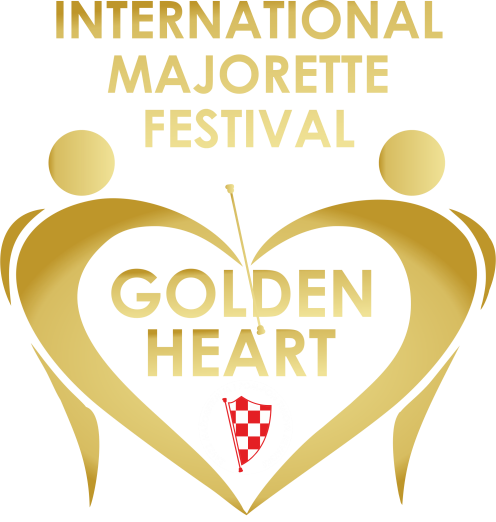 INTERNATIONAL
MAJORETTE
FESTIVAL
GOLDEN
HEART